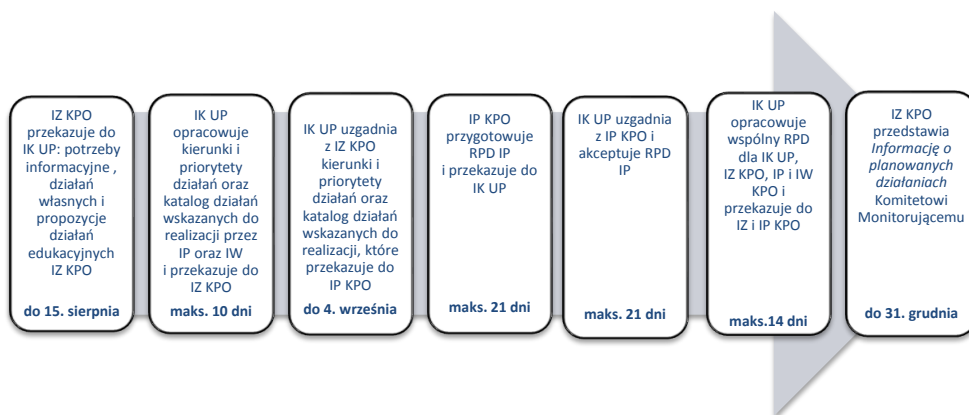 IZ KPO
przekazuje do
IK UP: potrzeby
informacyjne ,
działań
własnych i
propozycje
działań
edukacyjnych
IZ KPO
do 15. sierpnia
IK UP
opracowuje
kierunki i
priorytety
działań oraz
katalog działań
wskazanych do
realizacji przez
IP oraz IW
i przekazuje do
IZ KPO
maks. 10 dni
IK UP uzgadnia
z IZ KPO
kierunki i
priorytety
działań oraz
katalog działań
wskazanych do
realizacji, które
przekazuje do
IP KPO
do 4. września
IP KPO
przygotowuje
RPD IP
i przekazuje do
IK UP
maks. 21 dni
IK UP uzgadnia
z IP KPO i
akceptuje RPD
IP
maks. 21 dni
IK UP
opracowuje
wspólny RPD
dla IK UP,
IZ KPO, IP i IW
KPO i
przekazuje do
IZ i IP KPO
maks.14 dni
IZ KPO
przedstawia
Informację o
planowanych
działaniach
Komitetowi
Monitorującemu
do 31. grudnia